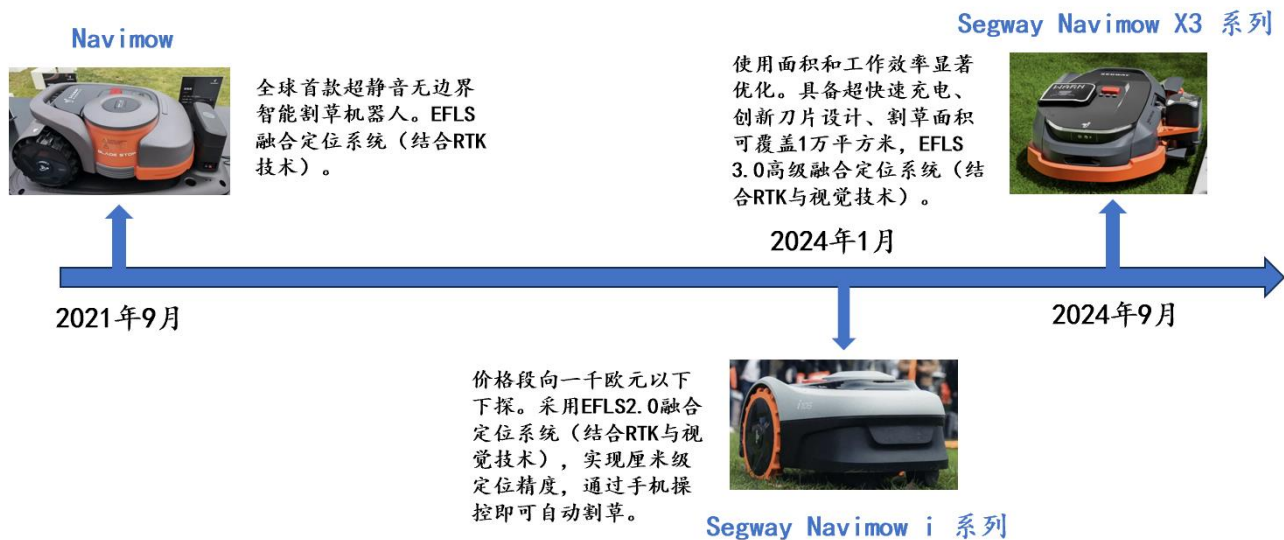 Navimow
全球首款超静音无边界
智能割草机器人。EFLS
融合定位系统（结合RTK
技术）。
2021年9月
Segway Navimow X3 系列
使用面积和工作效率显著
优化。具备超快速充电、
创新刀片设计、割草面积
可覆盖1万平方米，EFLS
3.0高级融合定位系统（结
合RTK与视觉技术）。
2024年1月
2024年9月
价格段向一千欧元以下
下探。采用EFLS2.0融合
定位系统（结合RTK与视
觉技术），实现厘米级
定位精度，通过手机操
控即可自动割草。
Segway Navimow i 系列
SEGWAY